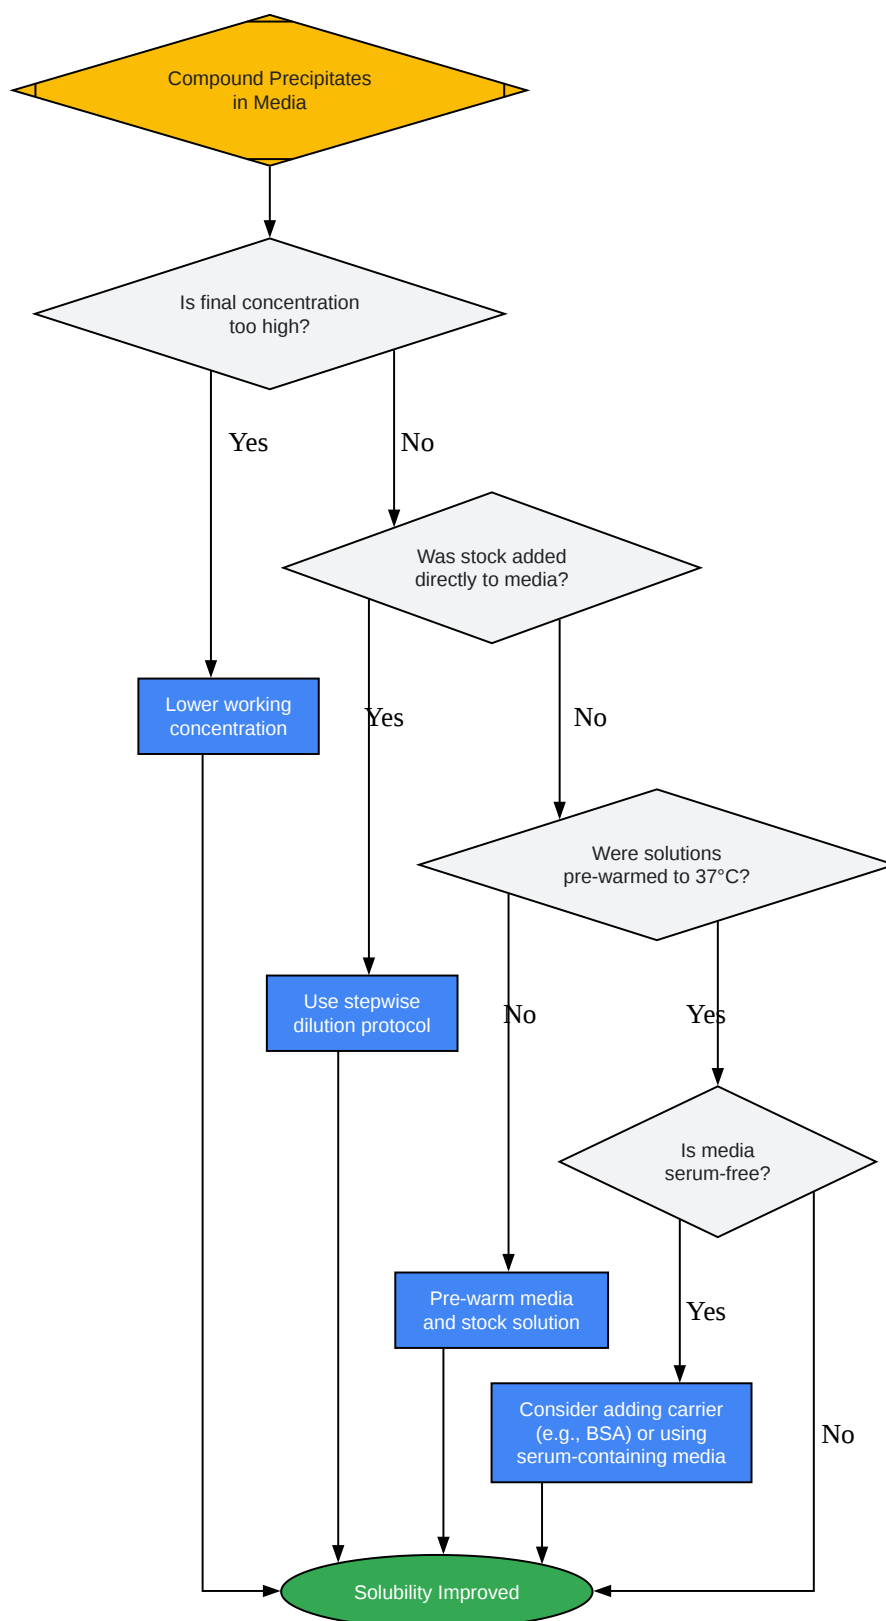 Compound Precipitates
in Media
Is final concentration
too high?
Yes
No
Was stock added
directly to media?
Lower working
concentration
Yes
No
Were solutions
pre-warmed to 37°C?
Use stepwise
dilution protocol
No
Yes
Is media
serum-free?
Pre-warm media
and stock solution
Yes
Consider adding carrier
(e.g., BSA) or using
serum-containing media
No
Solubility Improved